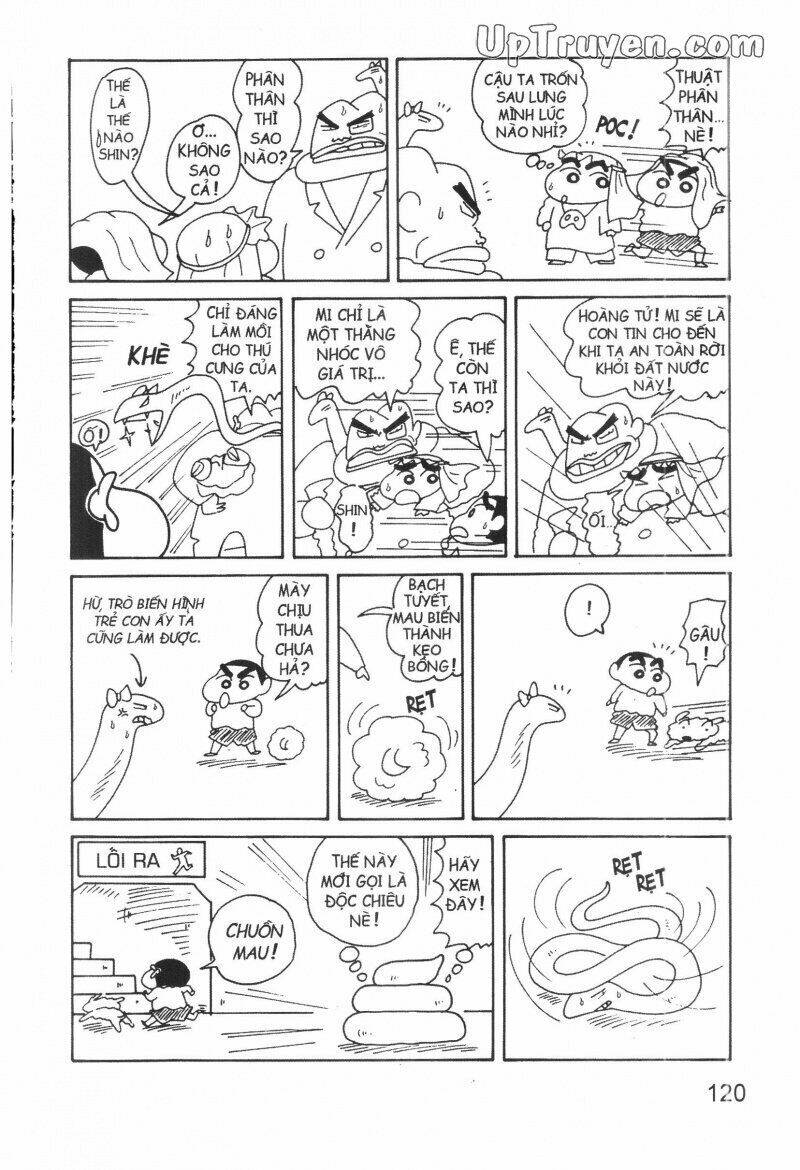 UpTruyen.com
THẾ
LÀ
THẾ
NÀO
SHIN?
Ơ...
KHÔNG
SAO
CẢ!
PHÂN
THÂN
THÌ
SAO
NÀO?
CẬU TA TRỐN
SAU LƯNG
MÌNH LÚC
NÀO NHỈ?
POC!
THUẬT
PHÂN
THÂN...
NÈ!
KHÈ
CHỈ ĐÁNG
LÀM MỒI
CHO THÚ
CƯNG CỦA
TA.
Ố!
MI CHỈ LÀ
MỘT THẰNG
NHÓC VÔ
GIÁ TRỊ...
Ê, THẾ
CÒN
TA THÌ
SAO?
SHIN
!
HOÀNG TỬ! MI SẼ LÀ
CON TIN CHO ĐẾN
KHI TA AN TOÀN RỜI
KHỎI ĐẤT NƯỚC
NÀY!
ỐI...
HỪ, TRÒ BIẾN HÌNH
TRẺ CON ẤY TA
CŨNG LÀM ĐƯỢC.
MÀY
CHỊU
THUA
CHƯA
HẢ?
BẠCH
TUYẾT,
MAU BIẾN
THÀNH
KẸO
BÔNG!
RẸT
!
GÂU
!
LỐI RA
CHUỒN
MAU!
THẾ NÀY
MỚI GỌI LÀ
ĐỘC CHIÊU
NÈ!
HÃY
XEM
ĐÂY!
RẸT
RẸT
120